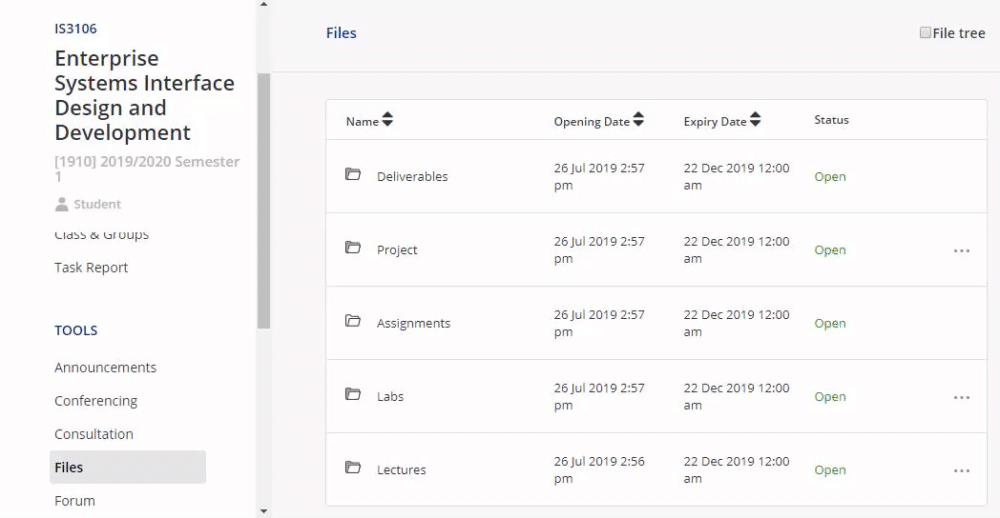 IS3106
Enterprise
Systems Interface
Design and
Development
[1910] 2019/2020 Semester
1
Student
Class & Groups
Task Report
TOOLS
Announcements
Conferencing
Consultation
Files
Forum
Files
File tree
Name Opening Date Expiry Date Status
Deliverables 26 Jul 2019 2:57 22 Dec 2019 12:00 Open
pm am
Project 26 Jul 2019 2:57 22 Dec 2019 12:00 Open ...
pm am
Assignments 26 Jul 2019 2:57 22 Dec 2019 12:00 Open
pm am
Labs 26 Jul 2019 2:57 22 Dec 2019 12:00 Open ...
pm am
Lectures 26 Jul 2019 2:56 22 Dec 2019 12:00 Open ...
pm am